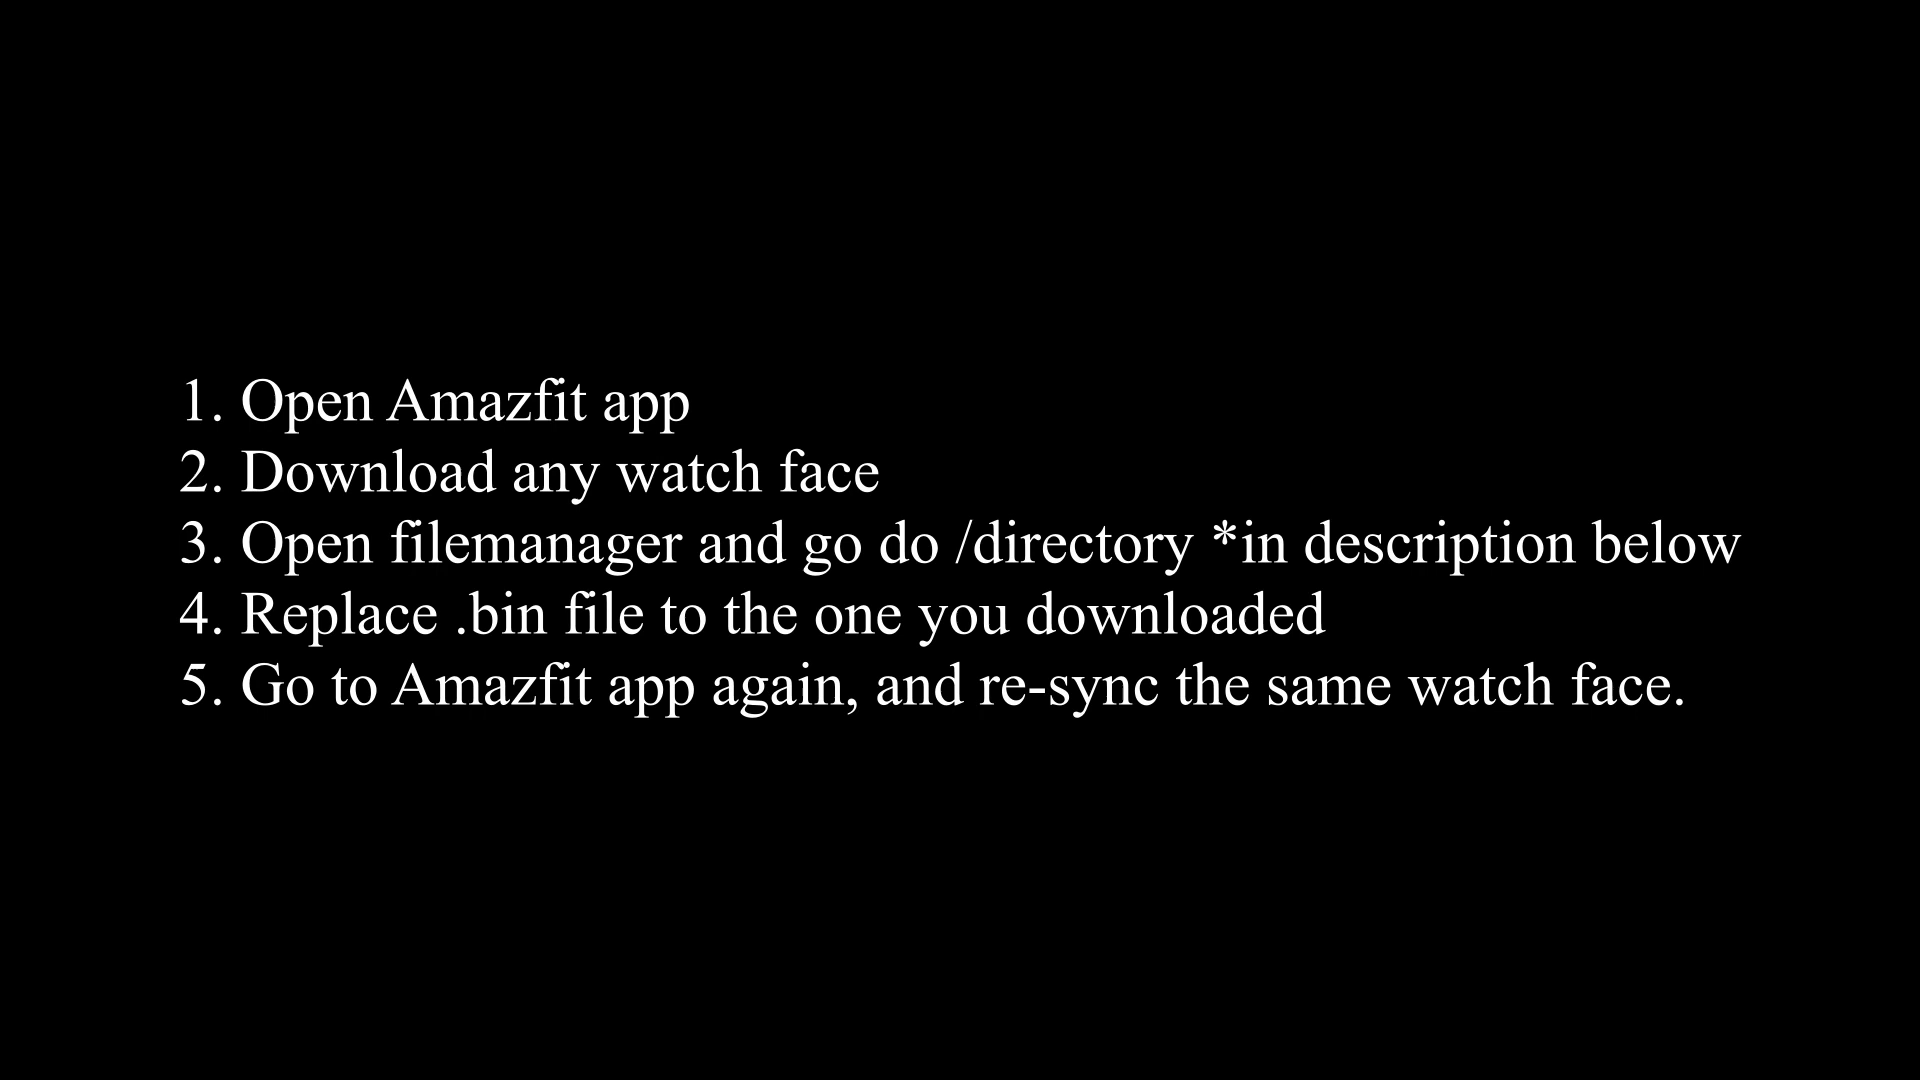 1. Open Amazfit app
2. Download any watch face
3. Open filemanager and go do /directory *in description below
4. Replace .bin file to the one you downloaded
5. Go to Amazfit app again, and re-sync the same watch face.